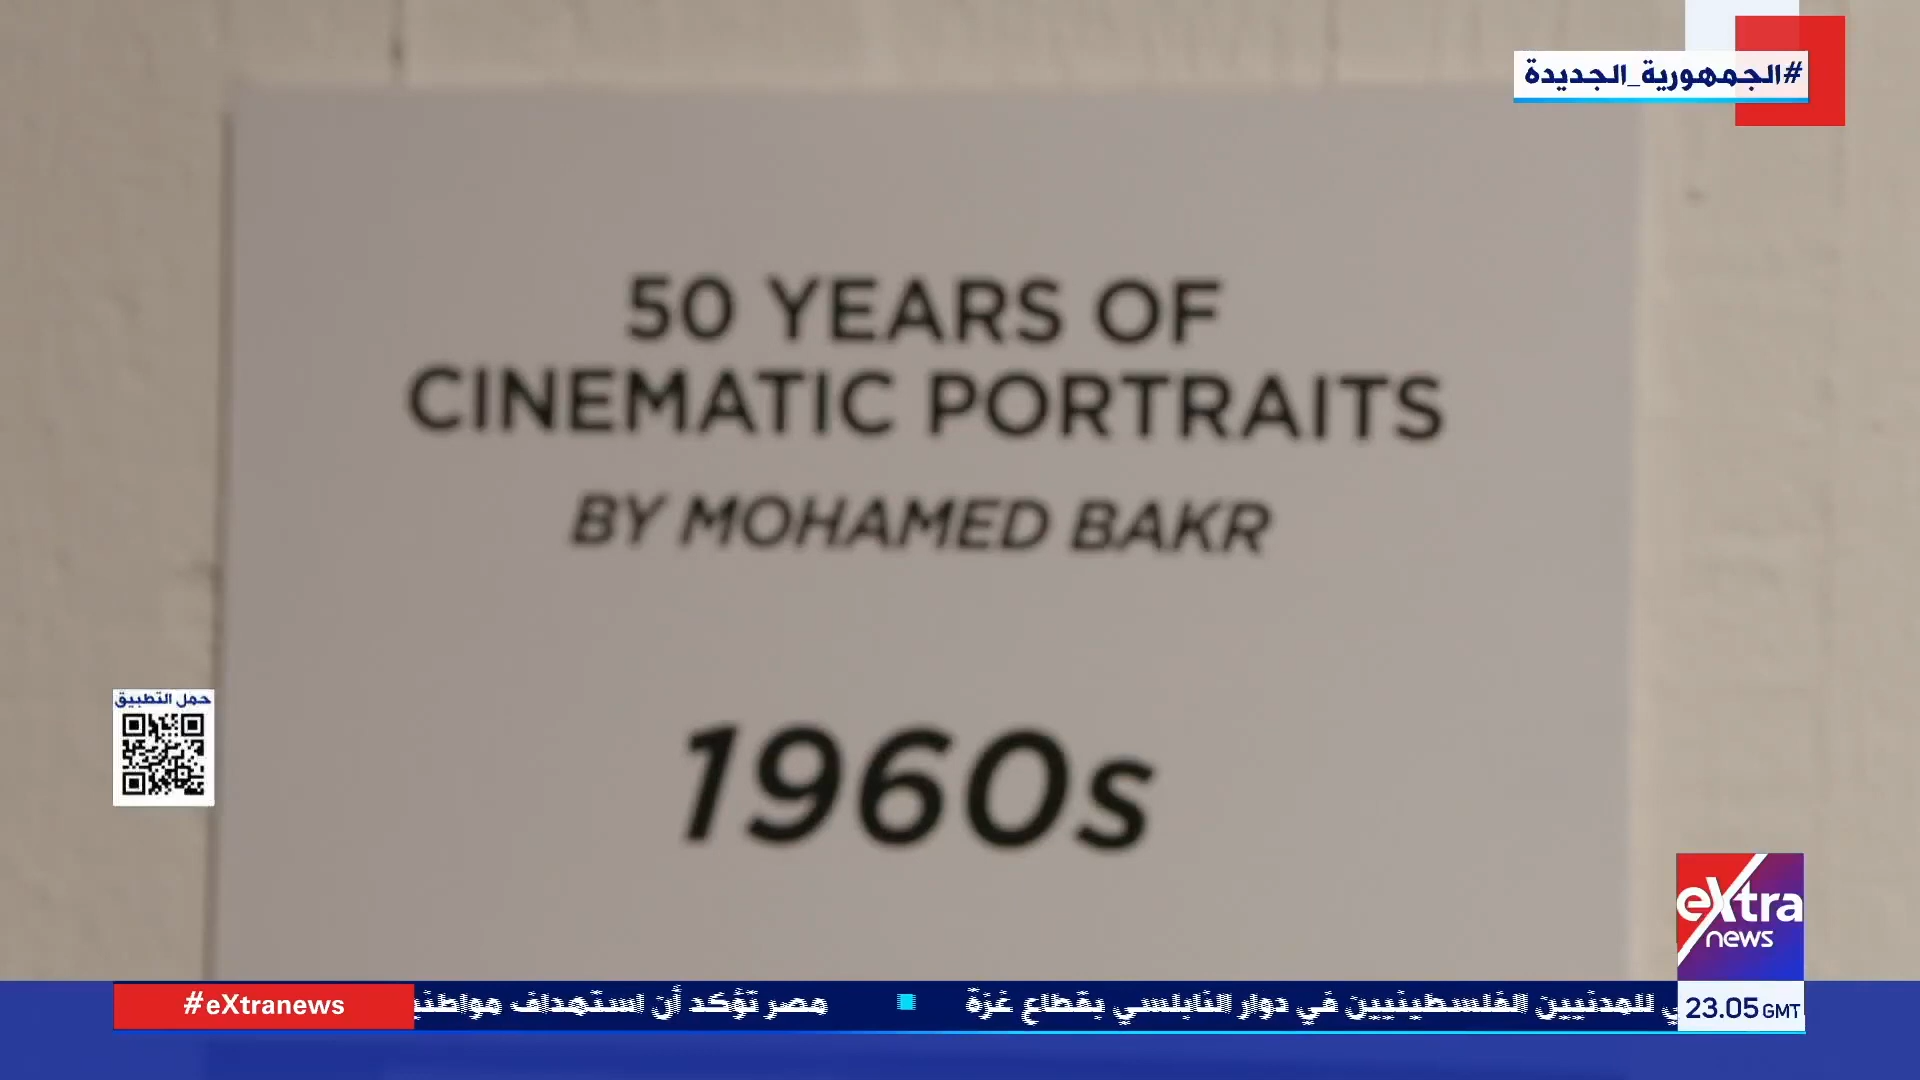 #الجمهورية_الجديدة
50 YEARS OF
CINEMATIC PORTRAITS
BY MOHAMED BAKR
1960s
حمل التطبيق
eXtra
news
23.05 GMT
للمدنيين الفلسطينيين في دوار النابلسي بقطاع غزة ■ مصر تؤكد أن استهداف
#eXtranews